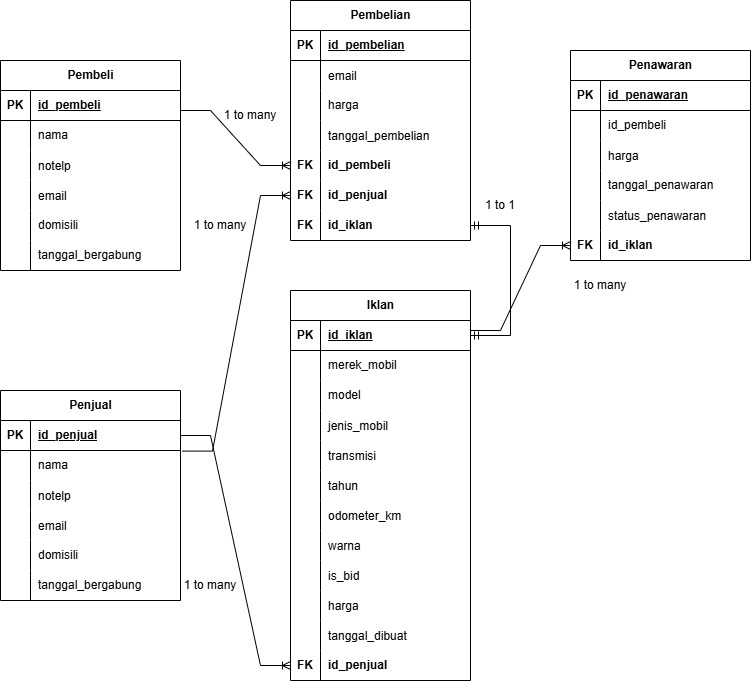 Pembelian
PK id_pembelian
email
harga
tanggal_pembelian
FK id_pembeli
FK id_penjual
FK id_iklan
Pembeli
PK id_pembeli
nama
notelp
email
domisili
tanggal_bergabung
1 to many
1 to many
1 to 1
Penawaran
PK id_penawaran
id_pembeli
harga
tanggal_penawaran
status_penawaran
FK id_iklan
1 to many
Iklan
PK id_iklan
merek_mobil
model
jenis_mobil
transmisi
tahun
odometer_km
warna
is_bid
harga
tanggal_dibuat
FK id_penjual
Penjual
PK id_penjual
nama
notelp
email
domisili
tanggal_bergabung
1 to many